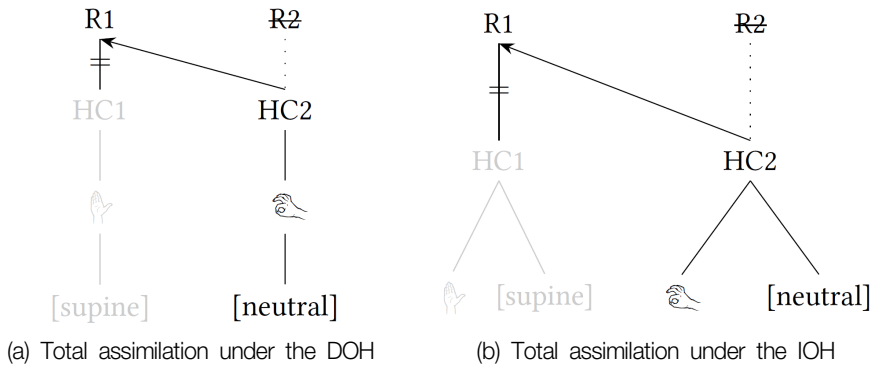 R1 R2 R1 R2
HC1 HC2
HC1 HC2
[supine] [neutral] [supine] [neutral]
(a) Total assimilation under the DOH (b) Total assimilation under the IOH